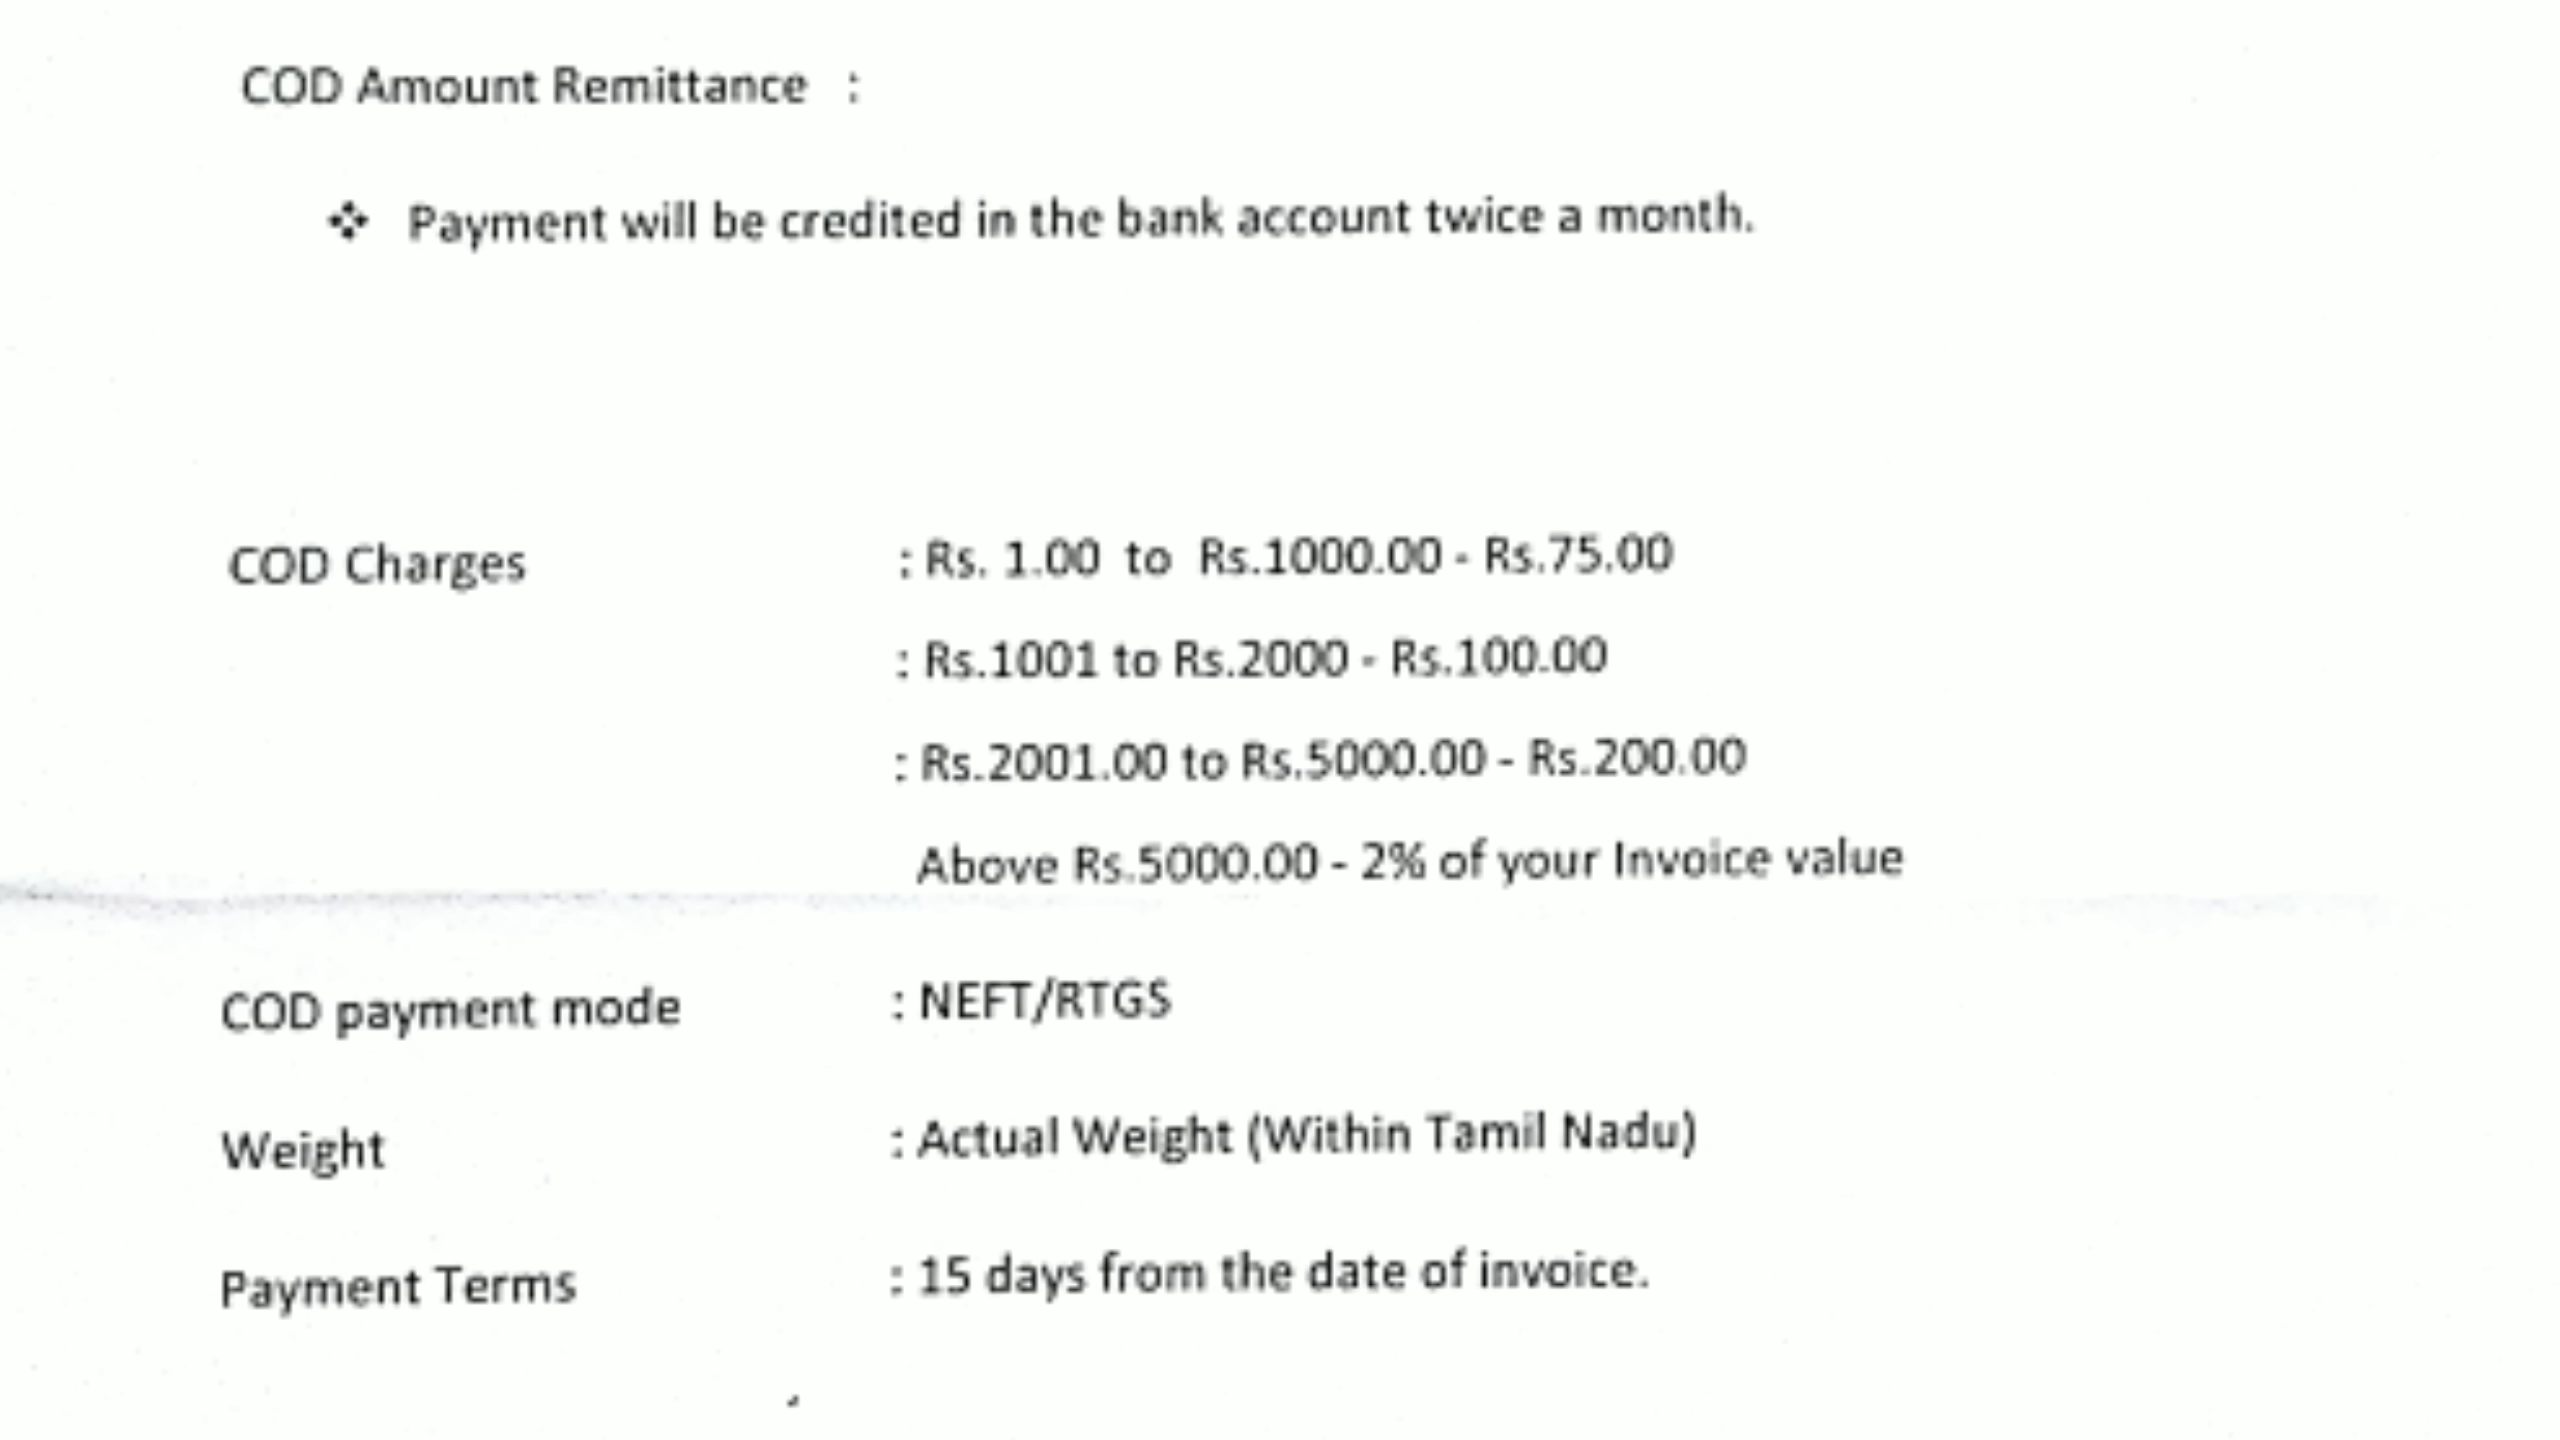 COD Amount Remittance :
❖ Payment will be credited in the bank account twice a month.
COD Charges : Rs. 1.00 to Rs.1000.00 - Rs.75.00
: Rs.1001 to Rs.2000 - Rs.100.00
: Rs.2001.00 to Rs.5000.00 - Rs.200.00
Above Rs.5000.00 - 2% of your Invoice value
COD payment mode : NEFT/RTGS
Weight : Actual Weight (Within Tamil Nadu)
Payment Terms : 15 days from the date of invoice.